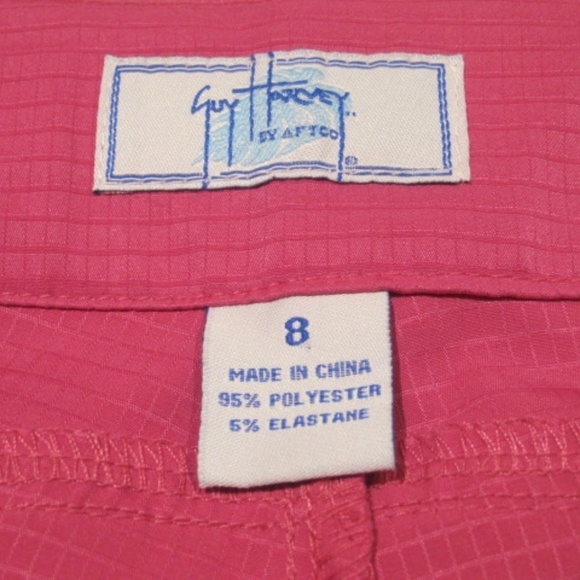 Guy Harvey
BY AFTCO
®
8
MADE IN CHINA
95% POLYESTER
5% ELASTANE